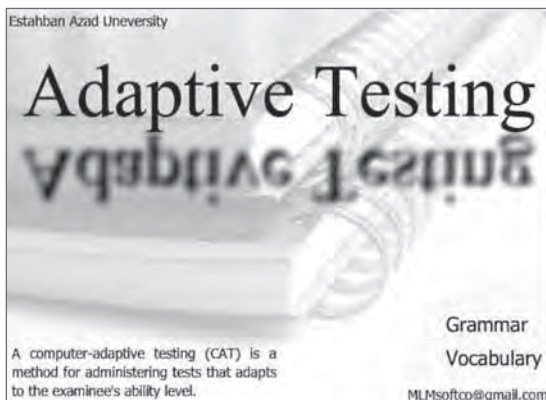 Estahban Azad Uneversity
Adaptive Testing
Adaptive Testing
Grammar
Vocabulary
A computer-adaptive testing (CAT) is a
method for administering tests that adapts
to the examinee's ability level.
MLMsoftco@gmail.com